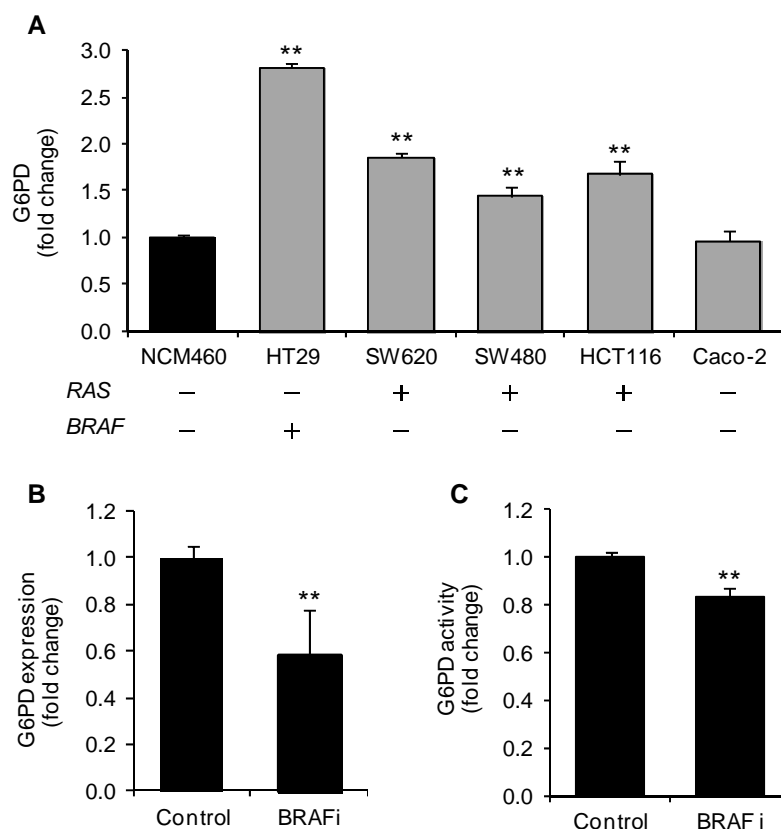 A
G6PD
(fold change)
3.0
2.5
2.0
1.5
1.0
0.5
0.0
**
**
**
**
NCM460 HT29 SW620 SW480 HCT116 Caco-2
RAS – – + + + –
BRAF – + – – – –
B
G6PD expression
(fold change)
1.2
1.0
0.8
0.6
0.4
0.2
0.0
**
Control BRAFi
C
G6PD activity
(fold change)
1.2
1.0
0.8
0.6
0.4
0.2
0.0
**
Control BRAF i